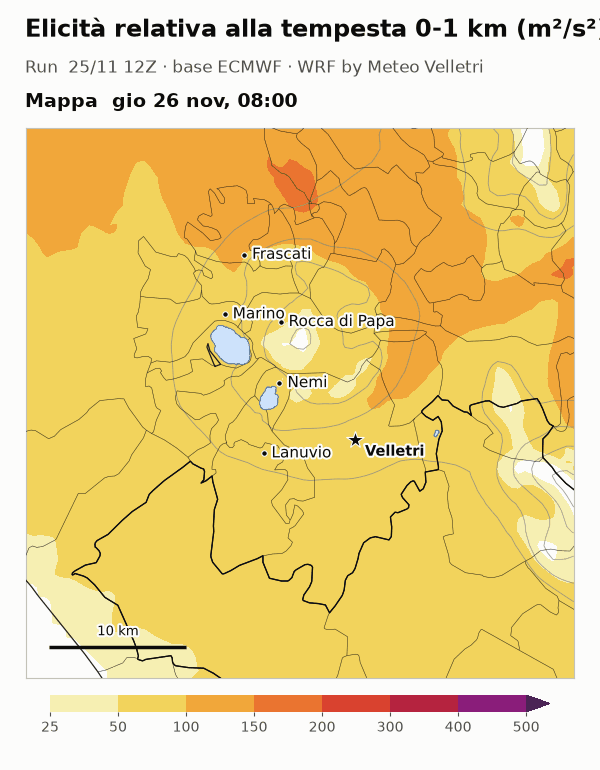 Elicità relativa alla tempesta 0-1 km (m²/s²)
Run 25/11 12Z · base ECMWF · WRF by Meteo Velletri
Mappa gio 26 nov, 08:00
Frascati
Marino
Rocca di Papa
Nemi
Velletri
Lanuvio
10 km
25 50 100 150 200 300 400 500